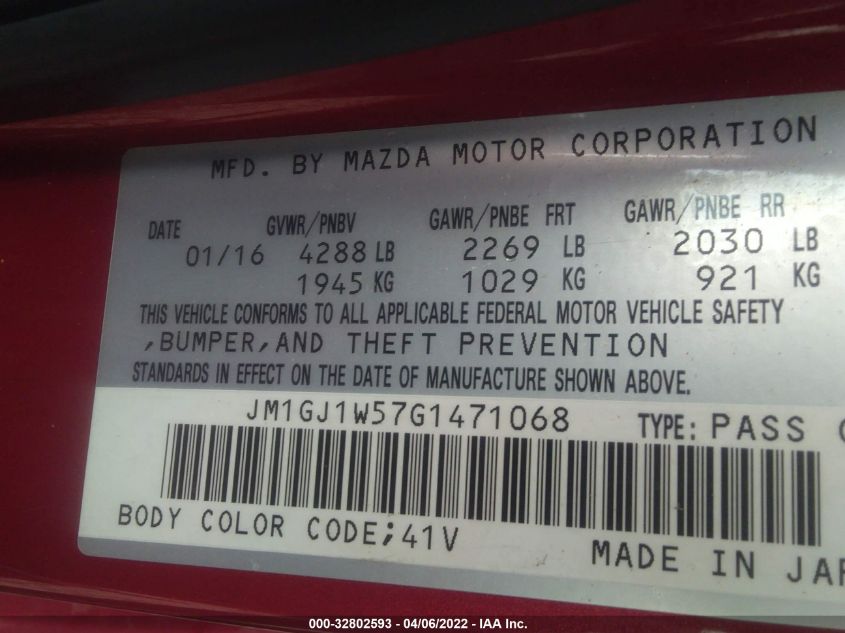 MFD. BY MAZDA MOTOR CORPORATION
DATE GVWR/PNBV GAWR/PNBE FRT GAWR/PNBE RR
01/16 4288 LB 2269 LB 2030 LB
1945 KG 1029 KG 921 KG
THIS VEHICLE CONFORMS TO ALL APPLICABLE FEDERAL MOTOR VEHICLE SAFETY
,BUMPER,AND THEFT PREVENTION
STANDARDS IN EFFECT ON THE DATE OF MANUFACTURE SHOWN ABOVE.
JM1GJ1W57G1471068 TYPE: PASS
BODY COLOR CODE;41V
MADE IN
000-32802593 - 04/06/2022 - IAA Inc.